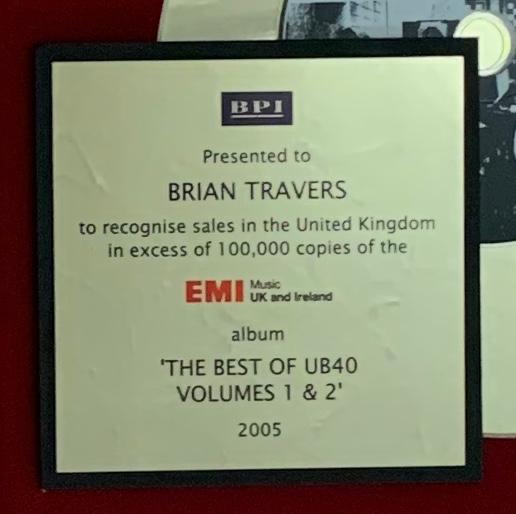 BPI
Presented to
BRIAN TRAVERS
to recognise sales in the United Kingdom
in excess of 100,000 copies of the
EMI Music
UK and Ireland
album
'THE BEST OF UB40
VOLUMES 1 & 2'
2005